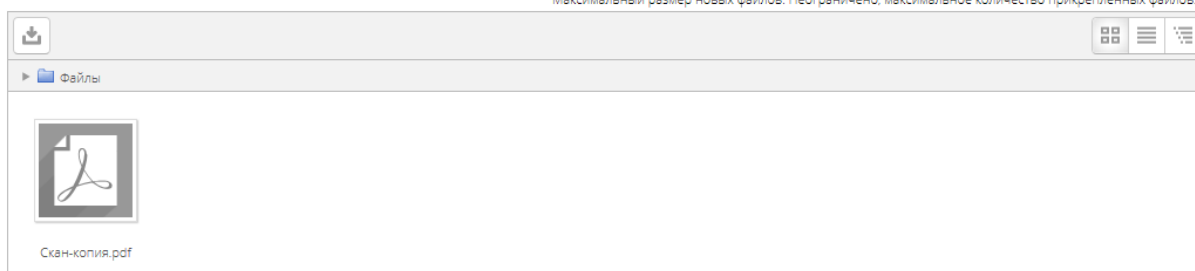 Максимальный размер новых файлов: Неограничено, максимальное количество прикрепленных файлов:
Файлы
Скан-копия.pdf